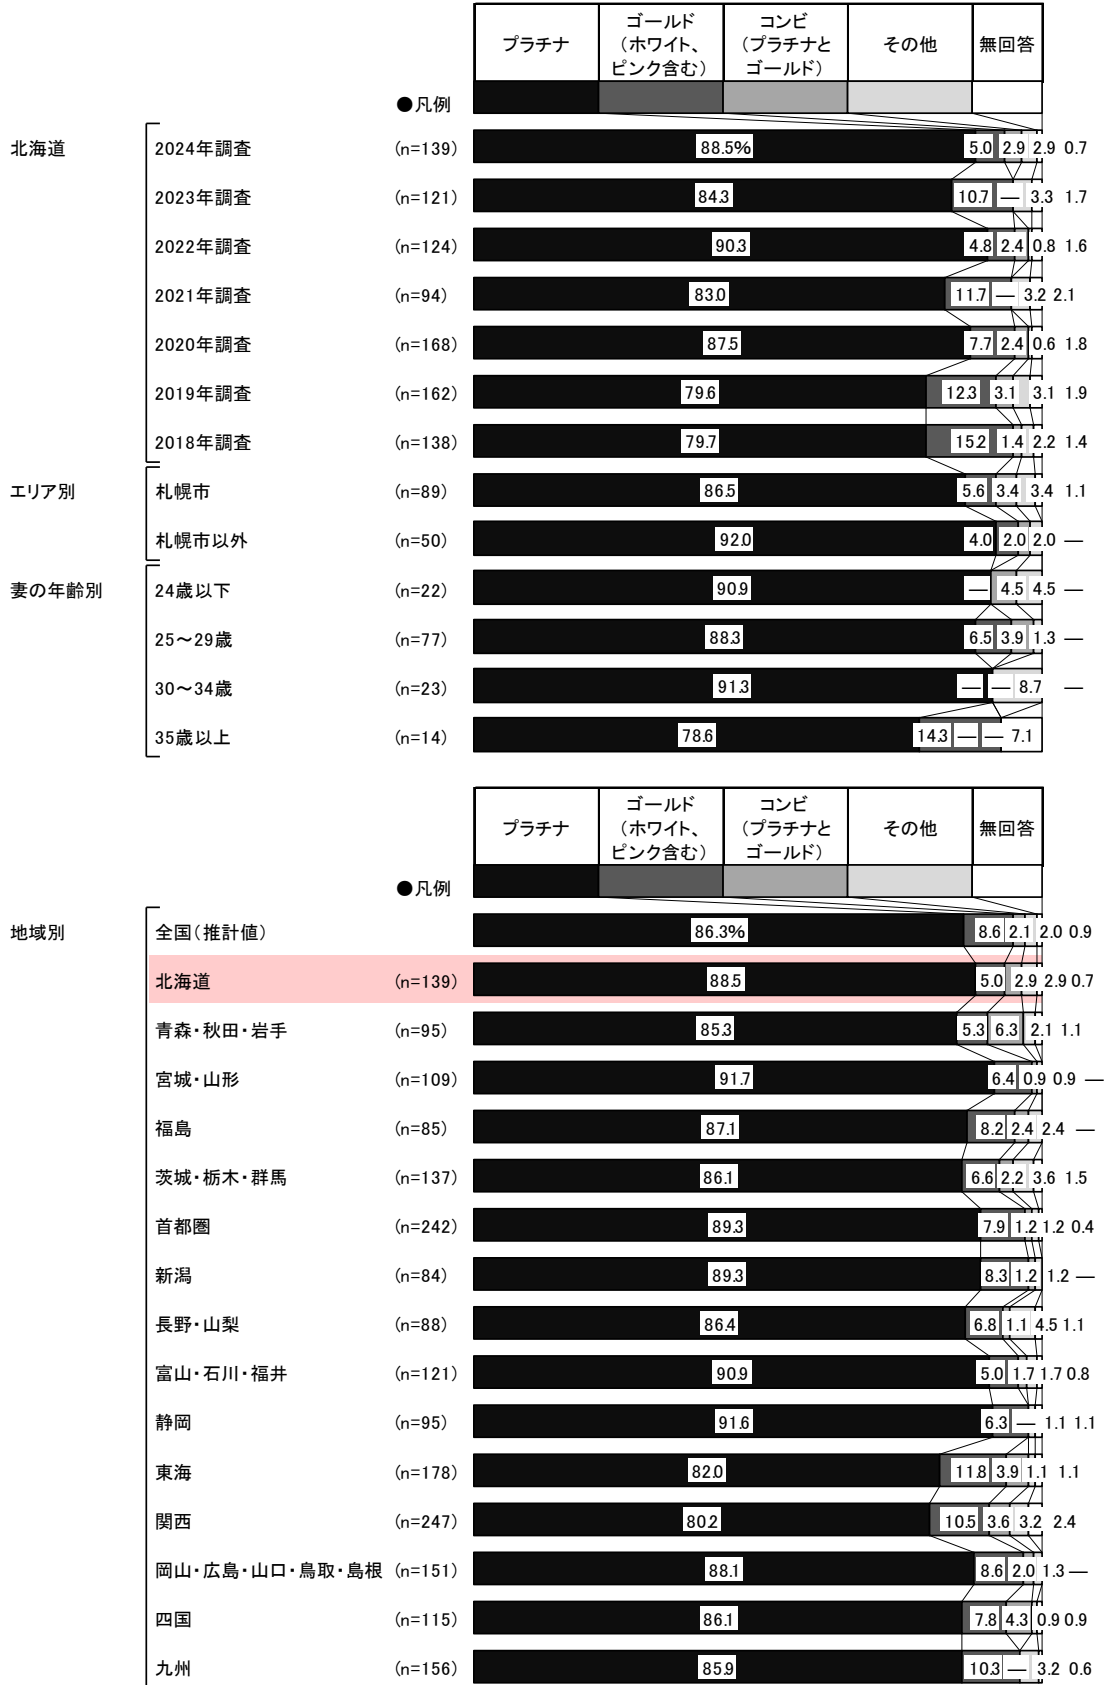 プラチナ ゴールド（ホワイト、ピンク含む） コンビ（プラチナとゴールド） その他 無回答
●凡例
北海道 2024年調査 (n=139) 88.5% 5.0 2.9 2.9 0.7
2023年調査 (n=121) 84.3 10.7 — 3.3 1.7
2022年調査 (n=124) 90.3 4.8 2.4 0.8 1.6
2021年調査 (n=94) 83.0 11.7 — 3.2 2.1
2020年調査 (n=168) 87.5 7.7 2.4 0.6 1.8
2019年調査 (n=162) 79.6 12.3 3.1 3.1 1.9
2018年調査 (n=138) 79.7 15.2 1.4 2.2 1.4
エリア別 札幌市 (n=89) 86.5 5.6 3.4 3.4 1.1
札幌市以外 (n=50) 92.0 4.0 2.0 2.0 —
妻の年齢別 24歳以下 (n=22) 90.9 — 4.5 4.5 —
25～29歳 (n=77) 88.3 6.5 3.9 1.3 —
30～34歳 (n=23) 91.3 — — 8.7 —
35歳以上 (n=14) 78.6 14.3 — — 7.1
プラチナ ゴールド（ホワイト、ピンク含む） コンビ（プラチナとゴールド） その他 無回答
●凡例
地域別 全国（推計値） 86.3% 8.6 2.1 2.0 0.9
北海道 (n=139) 88.5 5.0 2.9 2.9 0.7
青森・秋田・岩手 (n=95) 85.3 5.3 6.3 2.1 1.1
宮城・山形 (n=109) 91.7 6.4 0.9 0.9 —
福島 (n=85) 87.1 8.2 2.4 2.4 —
茨城・栃木・群馬 (n=137) 86.1 6.6 2.2 3.6 1.5
首都圏 (n=242) 89.3 7.9 1.2 1.2 0.4
新潟 (n=84) 89.3 8.3 1.2 1.2 —
長野・山梨 (n=88) 86.4 6.8 1.1 4.5 1.1
富山・石川・福井 (n=121) 90.9 5.0 1.7 1.7 0.8
静岡 (n=95) 91.6 6.3 — 1.1 1.1
東海 (n=178) 82.0 11.8 3.9 1.1 1.1
関西 (n=247) 80.2 10.5 3.6 3.2 2.4
岡山・広島・山口・鳥取・島根 (n=151) 88.1 8.6 2.0 1.3 —
四国 (n=115) 86.1 7.8 4.3 0.9 0.9
九州 (n=156) 85.9 10.3 — 3.2 0.6